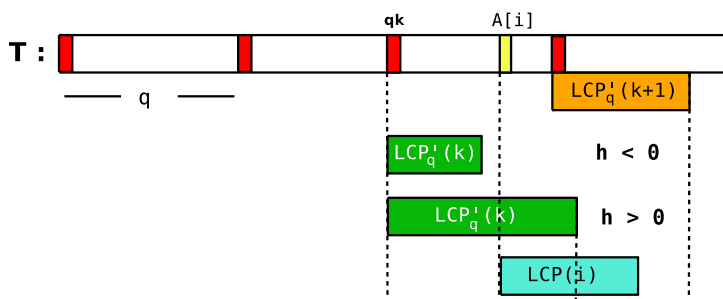 qk A[i]
T :
q
LCP'q(k+1)
LCP'q(k) h < 0
LCP'q(k) h > 0
LCP(i)